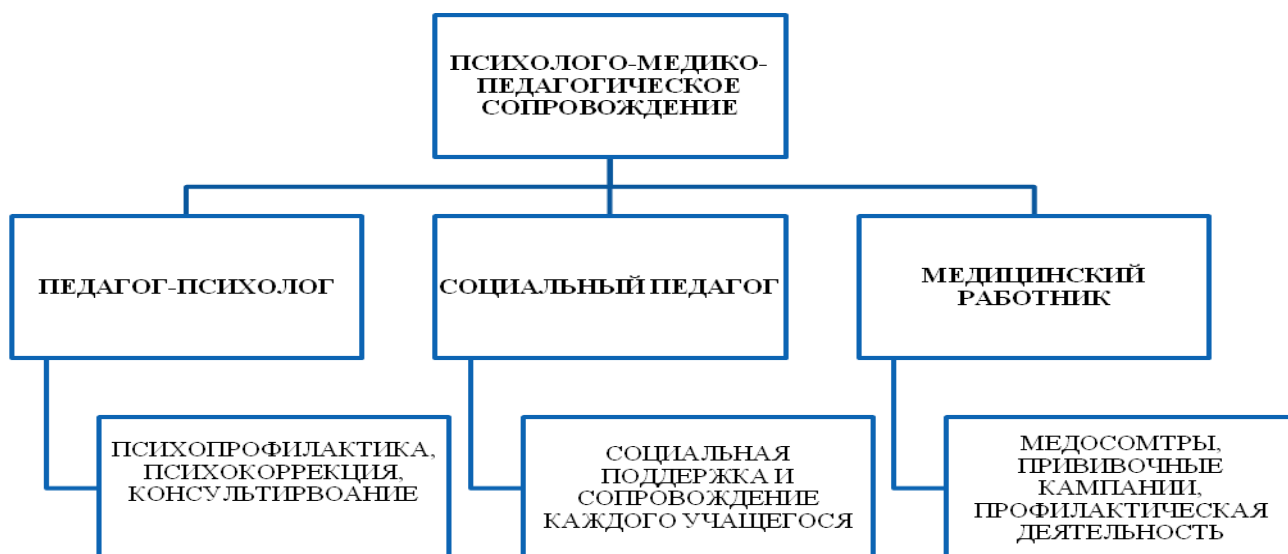 ПСИХОЛОГО-МЕДИКО-
ПЕДАГОГИЧЕСКОЕ
СОПРОВОЖДЕНИЕ
ПЕДАГОГ-ПСИХОЛОГ
СОЦИАЛЬНЫЙ ПЕДАГОГ
МЕДИЦИНСКИЙ
РАБОТНИК
ПСИХОПРОФИЛАКТИКА,
ПСИХОКОРРЕКЦИЯ,
КОНСУЛЬТИРВОАНИЕ
СОЦИАЛЬНАЯ
ПОДДЕРЖКА И
СОПРОВОЖДЕНИЕ
КАЖДОГО УЧАЩЕГОСЯ
МЕДОСОМТРЫ,
ПРИВИВОЧНЫЕ
КАМПАНИИ,
ПРОФИЛАКТИЧЕСКАЯ
ДЕЯТЕЛЬНОСТЬ